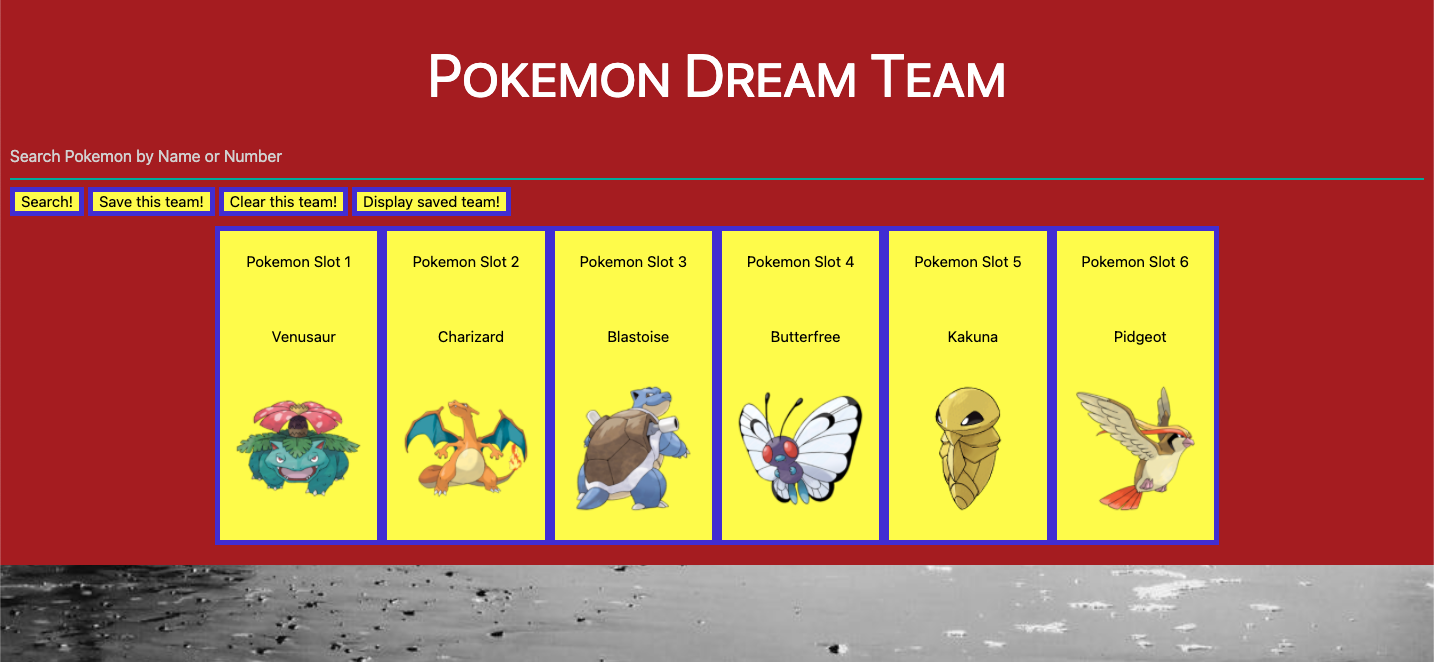 Pokemon Dream Team
Search Pokemon by Name or Number
Search! Save this team! Clear this team! Display saved team!
Pokemon Slot 1 Pokemon Slot 2 Pokemon Slot 3 Pokemon Slot 4 Pokemon Slot 5 Pokemon Slot 6
Venusaur Charizard Blastoise Butterfree Kakuna Pidgeot